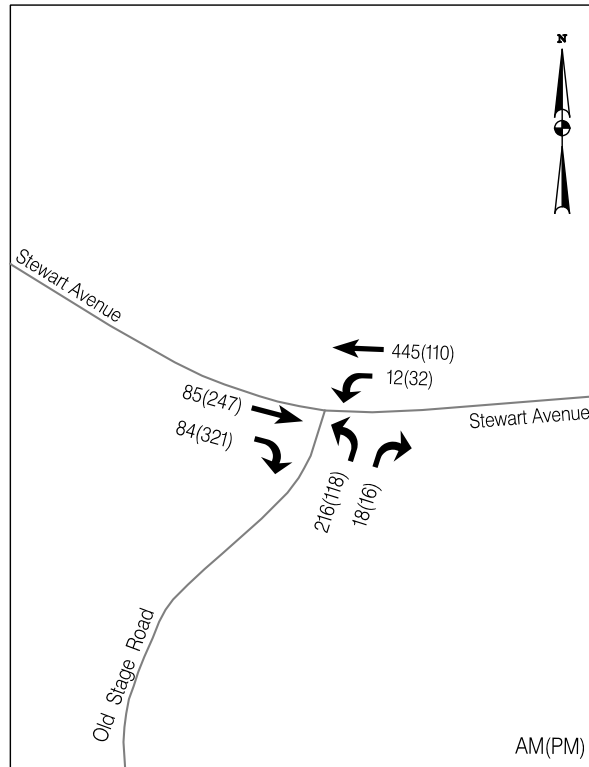 N
Stewart Avenue
445(110)
12(32)
85(247)
84(321)
Stewart Avenue
216(118)
18(16)
Old Stage Road
AM(PM)